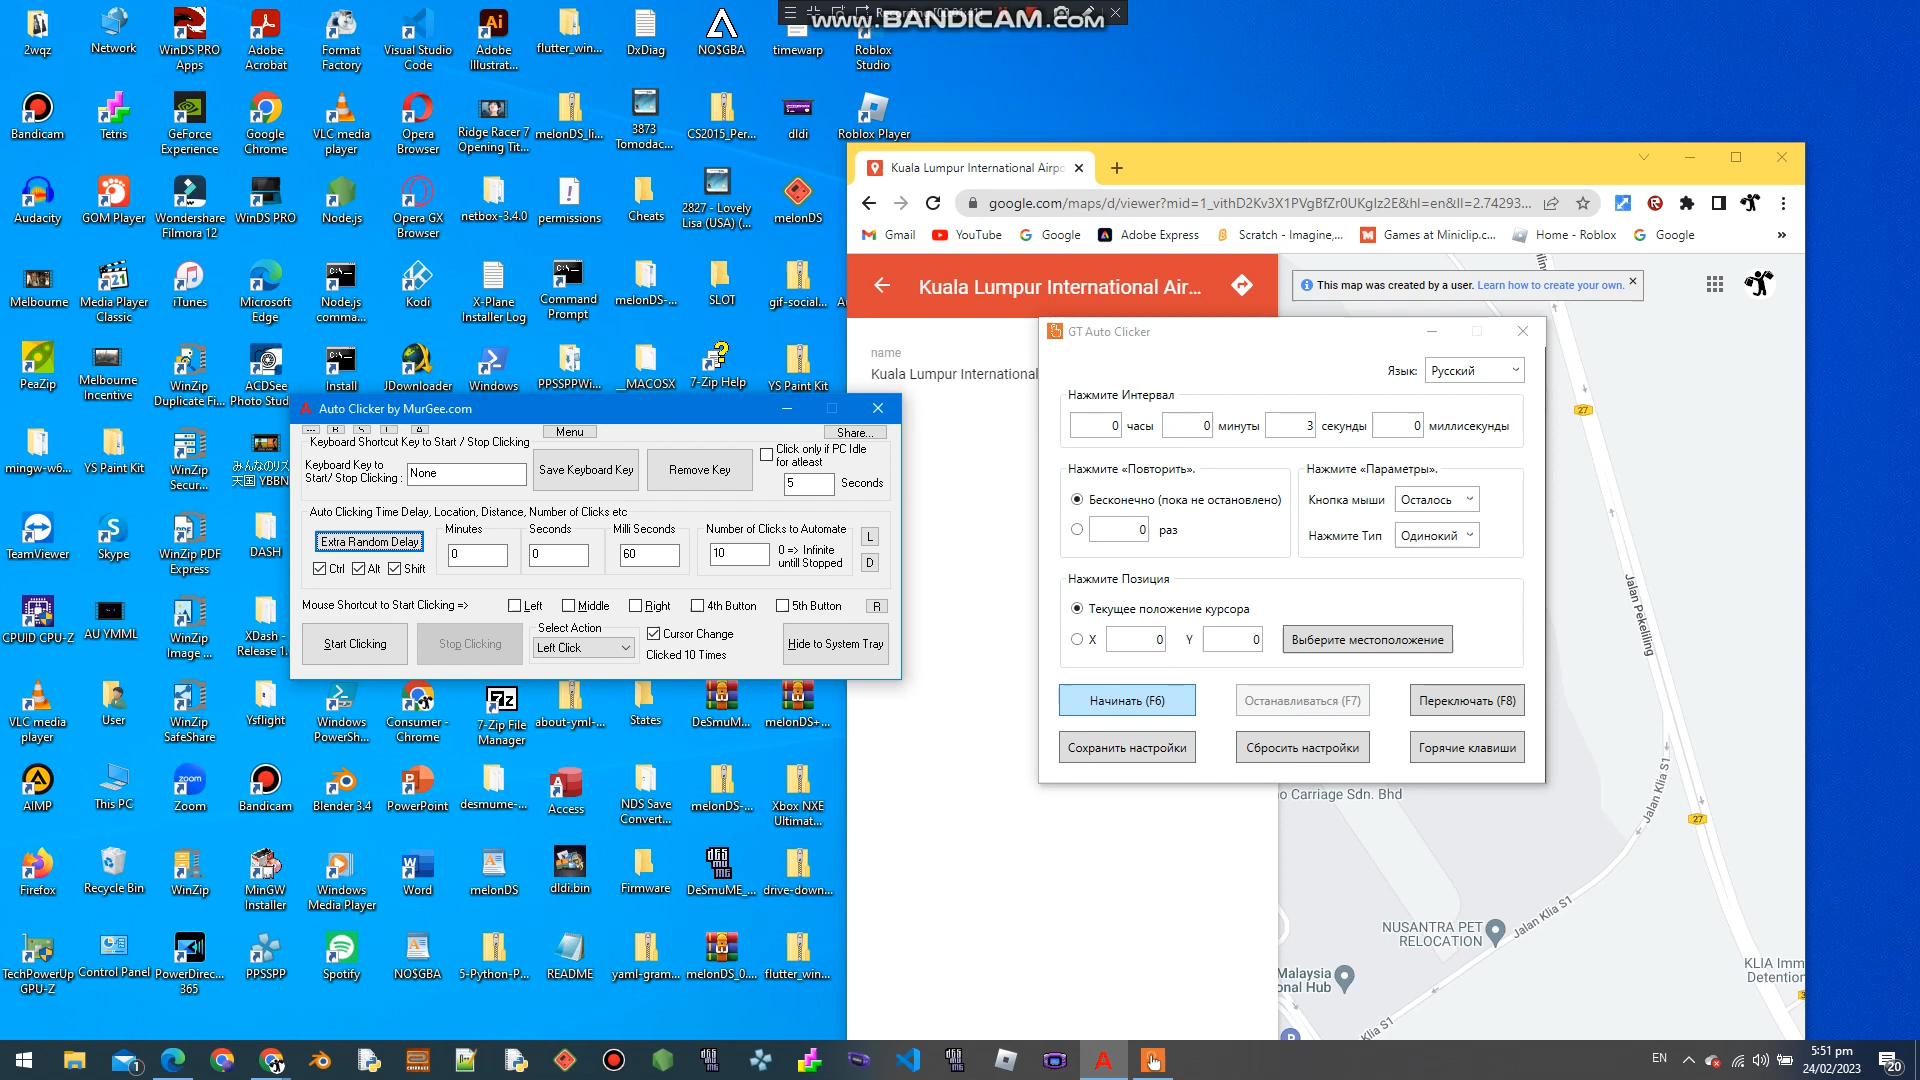 www.BANDICAM.com
2wqz
Network
WinDS PRO Apps
Adobe Acrobat
Format Factory
Visual Studio Code
Adobe Illustrat...
flutter_win...
DxDiag
NO$GBA
timewarp
Roblox Studio
Bandicam
Tetris
GeForce Experience
Google Chrome
VLC media player
Opera Browser
Ridge Racer 7 Opening Tit...
melonDS_li...
3873 Tomodac...
CS2015_Per...
dldi
Roblox Player
Audacity
GOM Player
Wondershare Filmora 12
WinDS PRO
Node.js
Opera GX Browser
netbox-3.4.0
permissions
Cheats
2827 - Lovely Lisa (USA) (...
melonDS
Melbourne
Media Player Classic
iTunes
Microsoft Edge
Node.js comma...
Kodi
X-Plane Installer Log
Command Prompt
melonDS-...
SLOT
gif-social...
PeaZip
Melbourne Incentive
WinZip Duplicate Fi...
ACDSee Photo Studi
Install
JDownloader
Windows
PPSSPPWi...
__MACOSX
7-Zip Help
YS Paint Kit
mingw-w6...
YS Paint Kit
WinZip Secur...
みんなのリズ
天国 YBBN
TeamViewer
Skype
WinZip PDF Express
DASH
CPUID CPU-Z
AU YMML
WinZip Image ...
XDash - Release 1.
VLC media player
User
WinZip SafeShare
Ysflight
Windows PowerSh...
Consumer - Chrome
7-Zip File Manager
about-yml-...
States
DeSmuM...
melonDS+...
AIMP
This PC
Zoom
Bandicam
Blender 3.4
PowerPoint
desmume-...
Access
NDS Save Convert...
melonDS-...
Xbox NXE Ultimat...
Firefox
Recycle Bin
WinZip
MinGW Installer
Windows Media Player
Word
melonDS
dldi.bin
Firmware
DeSmuME_...
drive-down...
TechPowerUp GPU-Z
Control Panel
PowerDirec... 365
PPSSPP
Spotify
NO$GBA
5-Python-P...
README
yaml-gram...
melonDS_0....
flutter_win...
Auto Clicker by MurGee.com
Menu
Share...
Keyboard Shortcut Key to Start / Stop Clicking
Keyboard Key to Start/ Stop Clicking :
None
Save Keyboard Key
Remove Key
Click only if PC Idle for atleast
5 Seconds
Auto Clicking Time Delay, Location, Distance, Number of Clicks etc
Extra Random Delay
Minutes
0
Seconds
0
Milli Seconds
60
Number of Clicks to Automate
10
0 => Infinite untill Stopped
L
D
Ctrl Alt Shift
Mouse Shortcut to Start Clicking =>
Left Middle Right 4th Button 5th Button R
Start Clicking
Stop Clicking
Select Action
Left Click
Cursor Change
Clicked 10 Times
Hide to System Tray
Kuala Lumpur International Airpo
google.com/maps/d/viewer?mid=1_vithD2Kv3X1PVgBfZr0UKgIz2E&hl=en&ll=2.74293...
Gmail YouTube Google Adobe Express Scratch - Imagine,... Games at Miniclip.c... Home - Roblox Google »
Kuala Lumpur International Air...
This map was created by a user. Learn how to create your own.
name
Kuala Lumpur International
GT Auto Clicker
Язык: Русский
Нажмите Интервал
0 часы 0 минуты 3 секунды 0 миллисекунды
Нажмите «Повторить».
Бесконечно (пока не остановлено)
0 раз
Нажмите «Параметры».
Кнопка мыши Осталось
Нажмите Тип Одинокий
Нажмите Позиция
Текущее положение курсора
X 0 Y 0 Выберите местоположение
Начинать (F6)
Останавливаться (F7)
Переключать (F8)
Сохранить настройки
Сбросить настройки
Горячие клавиши
27
Jalan Pekeliling
o Carriage Sdn. Bhd
Jalan Klia S1
27
NUSANTRA PET RELOCATION
Jalan Klia S1
Malaysia
onal Hub
KLIA Imm
Detention
Klia S1
EN
5:51 pm
24/02/2023
20
1